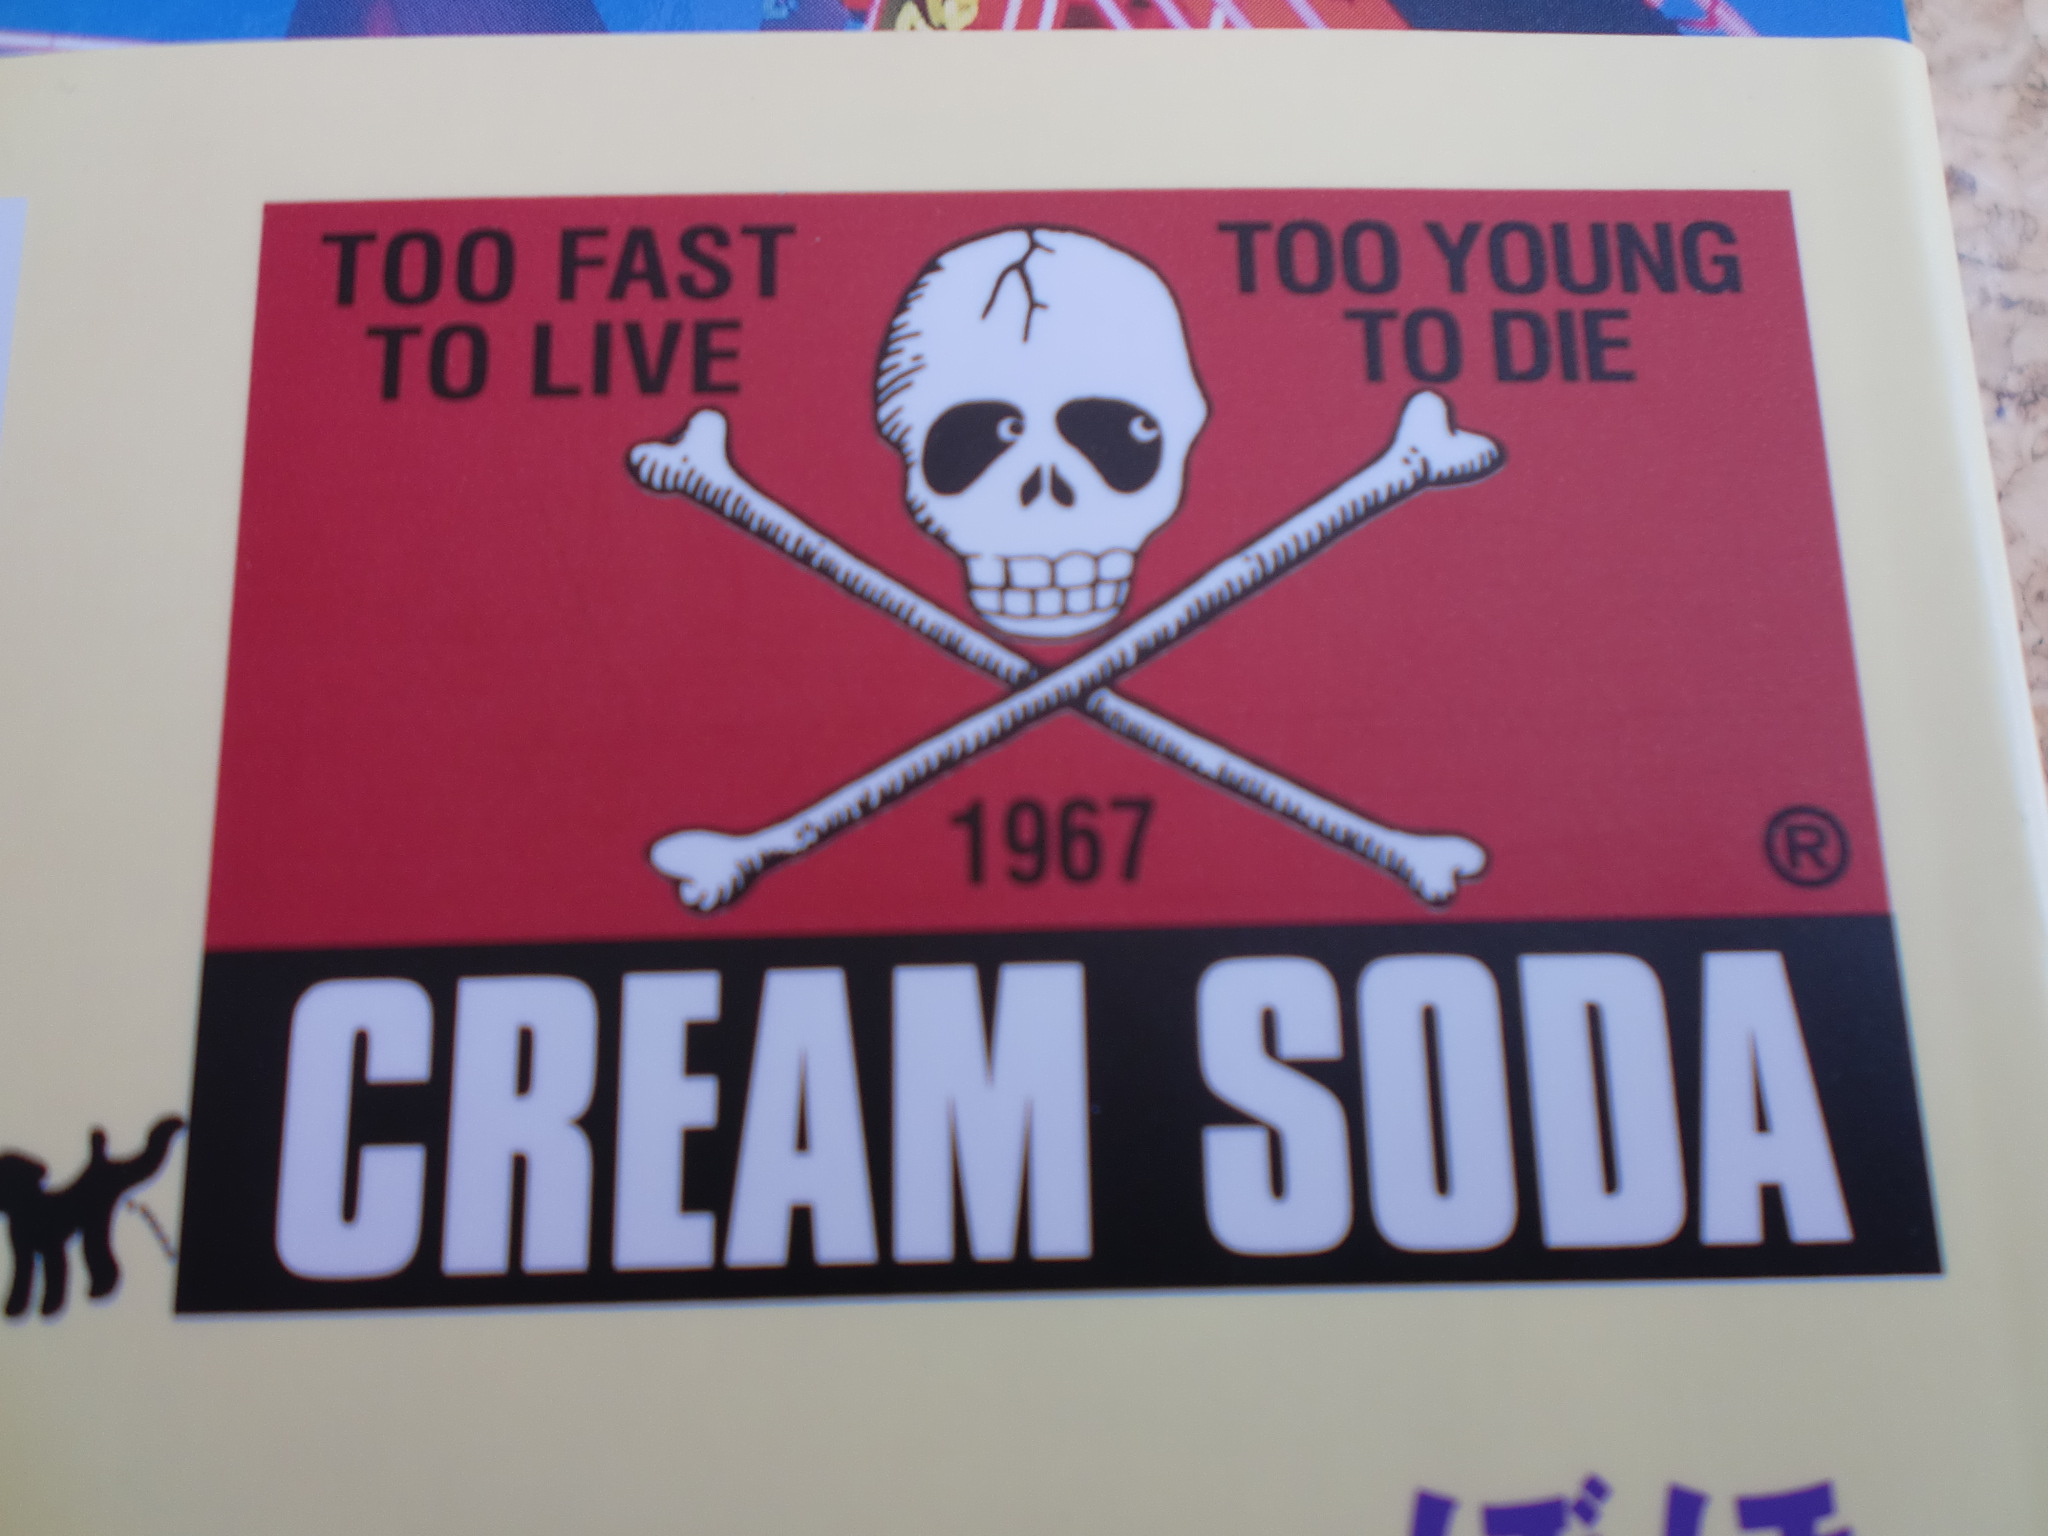 TOO FAST
TO LIVE
TOO YOUNG
TO DIE
1967
®
CREAM SODA